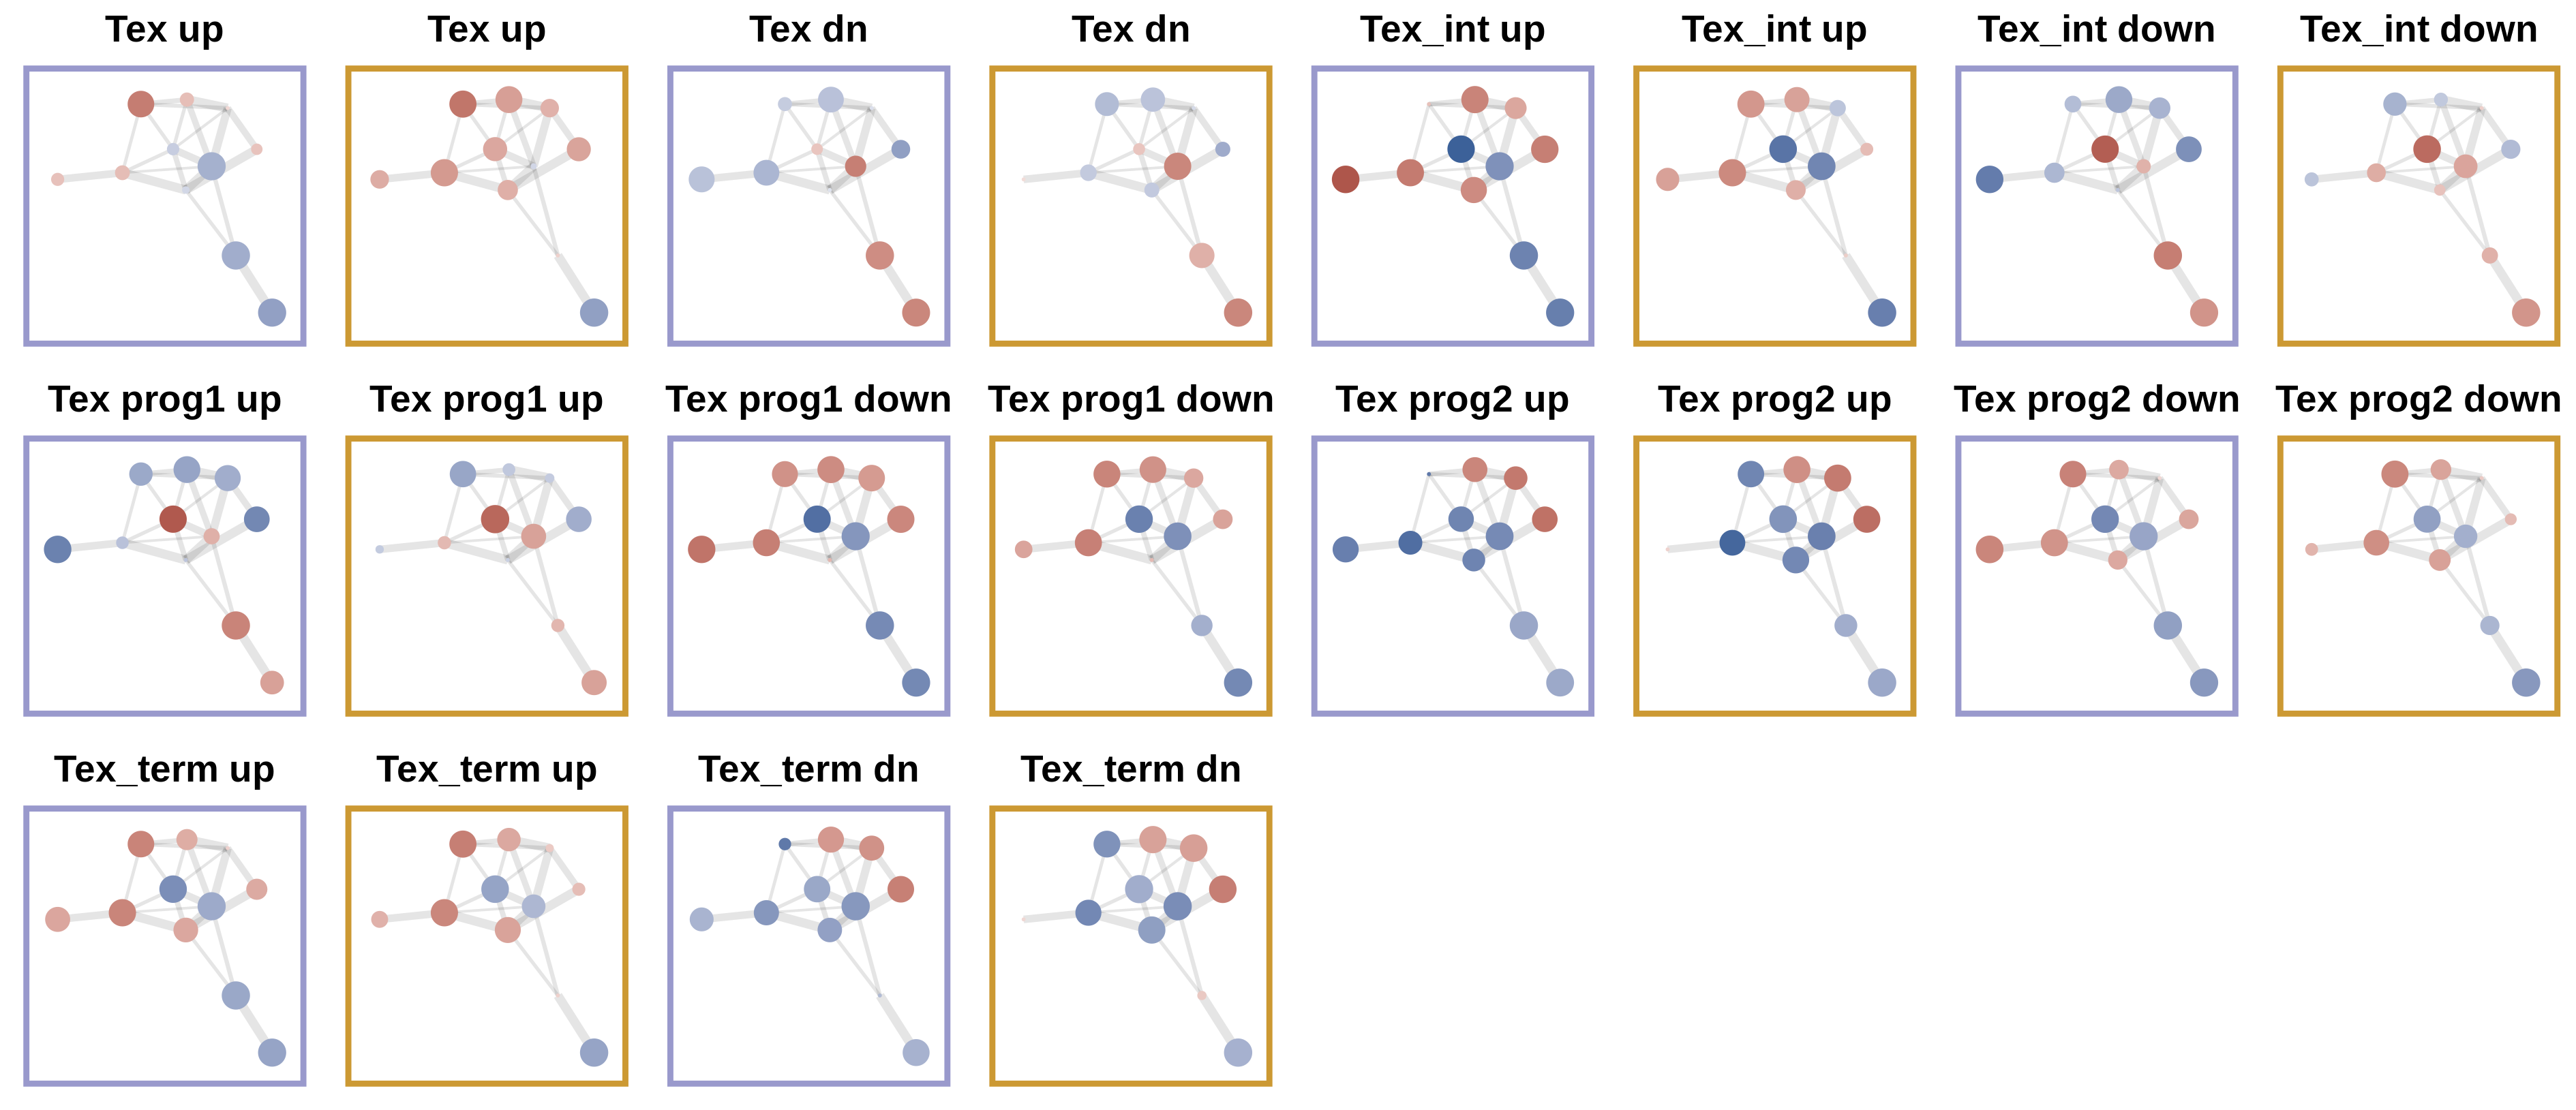 Tex up Tex up Tex dn Tex dn Tex_int up Tex_int up Tex_int down Tex_int down
Tex prog1 up Tex prog1 up Tex prog1 down Tex prog1 down Tex prog2 up Tex prog2 up Tex prog2 down Tex prog2 down
Tex_term up Tex_term up Tex_term dn Tex_term dn